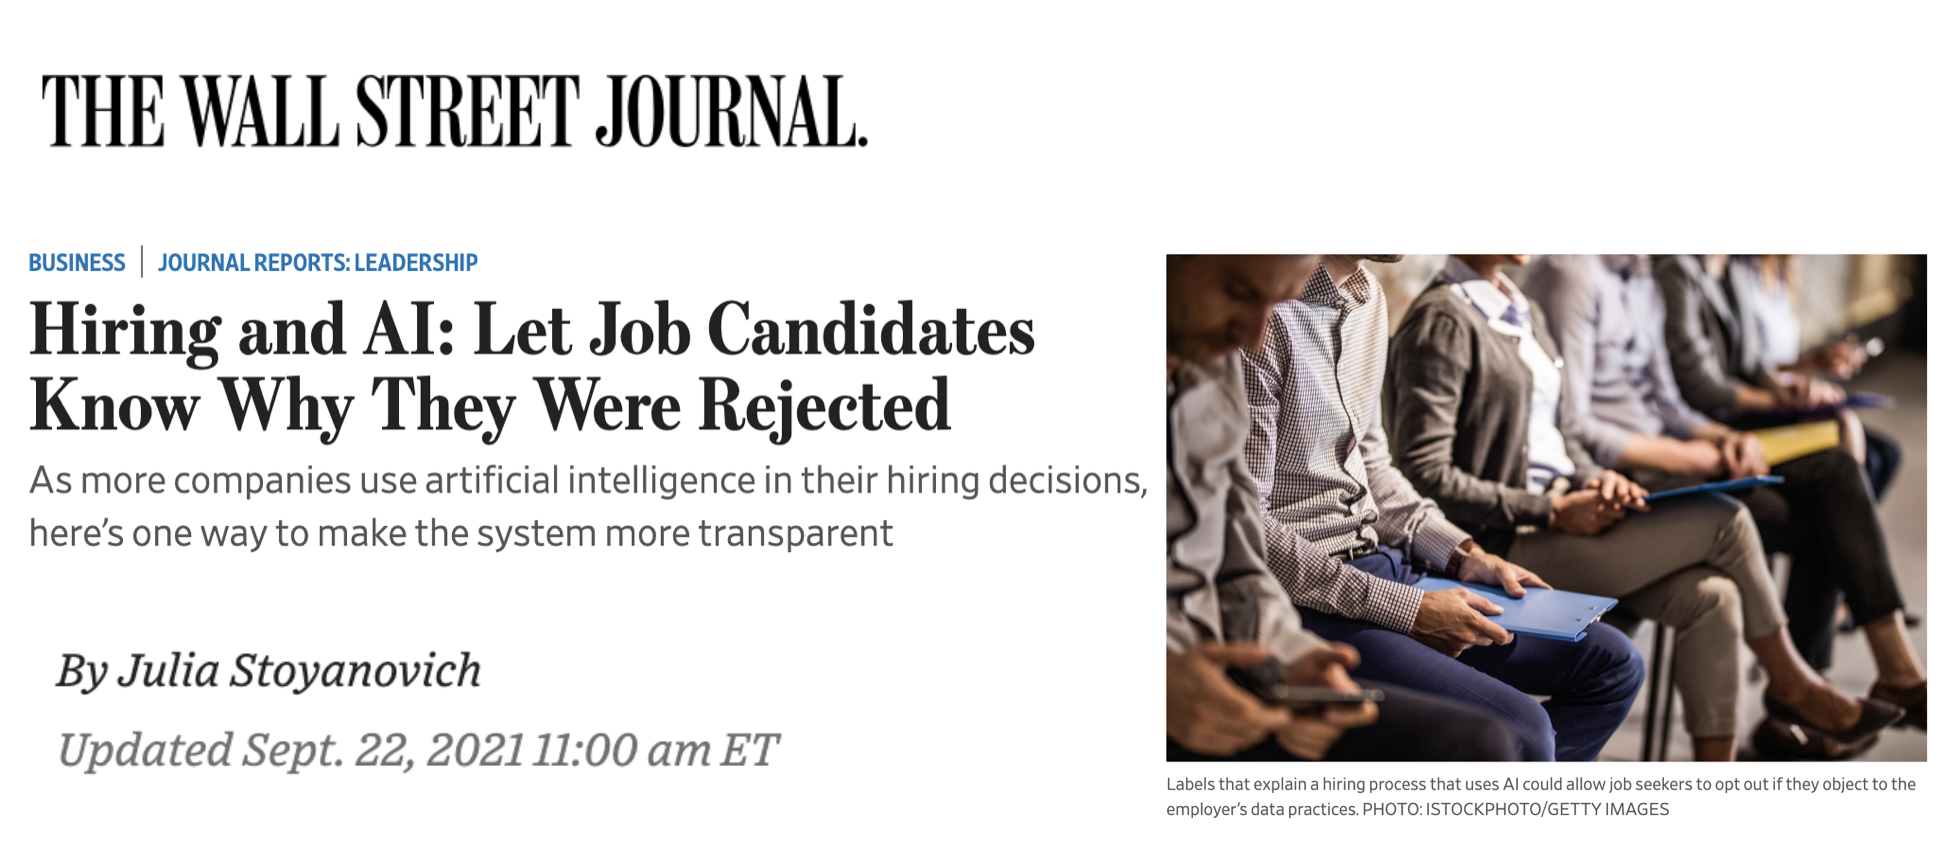 THE WALL STREET JOURNAL.
BUSINESS | JOURNAL REPORTS: LEADERSHIP
Hiring and AI: Let Job Candidates
Know Why They Were Rejected
As more companies use artificial intelligence in their hiring decisions,
here’s one way to make the system more transparent
By Julia Stoyanovich
Updated Sept. 22, 2021 11:00 am ET
Labels that explain a hiring process that uses AI could allow job seekers to opt out if they object to the
employer’s data practices. PHOTO: ISTOCKPHOTO/GETTY IMAGES